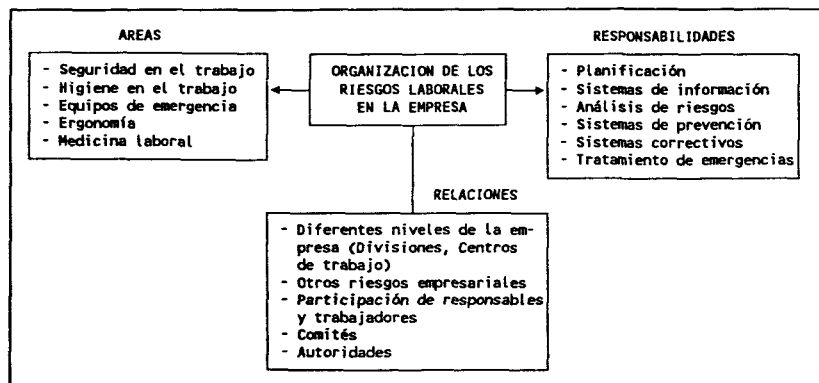 AREAS
- Seguridad en el trabajo
- Higiene en el trabajo
- Equipos de emergencia
- Ergonomía
- Medicina laboral
ORGANIZACION DE LOS
RIESGOS LABORALES
EN LA EMPRESA
RESPONSABILIDADES
- Planificación
- Sistemas de información
- Análisis de riesgos
- Sistemas de prevención
- Sistemas correctivos
- Tratamiento de emergencias
RELACIONES
- Diferentes niveles de la em-
presa (Divisiones, Centros
de trabajo)
- Otros riesgos empresariales
- Participación de responsables
y trabajadores
- Comités
- Autoridades